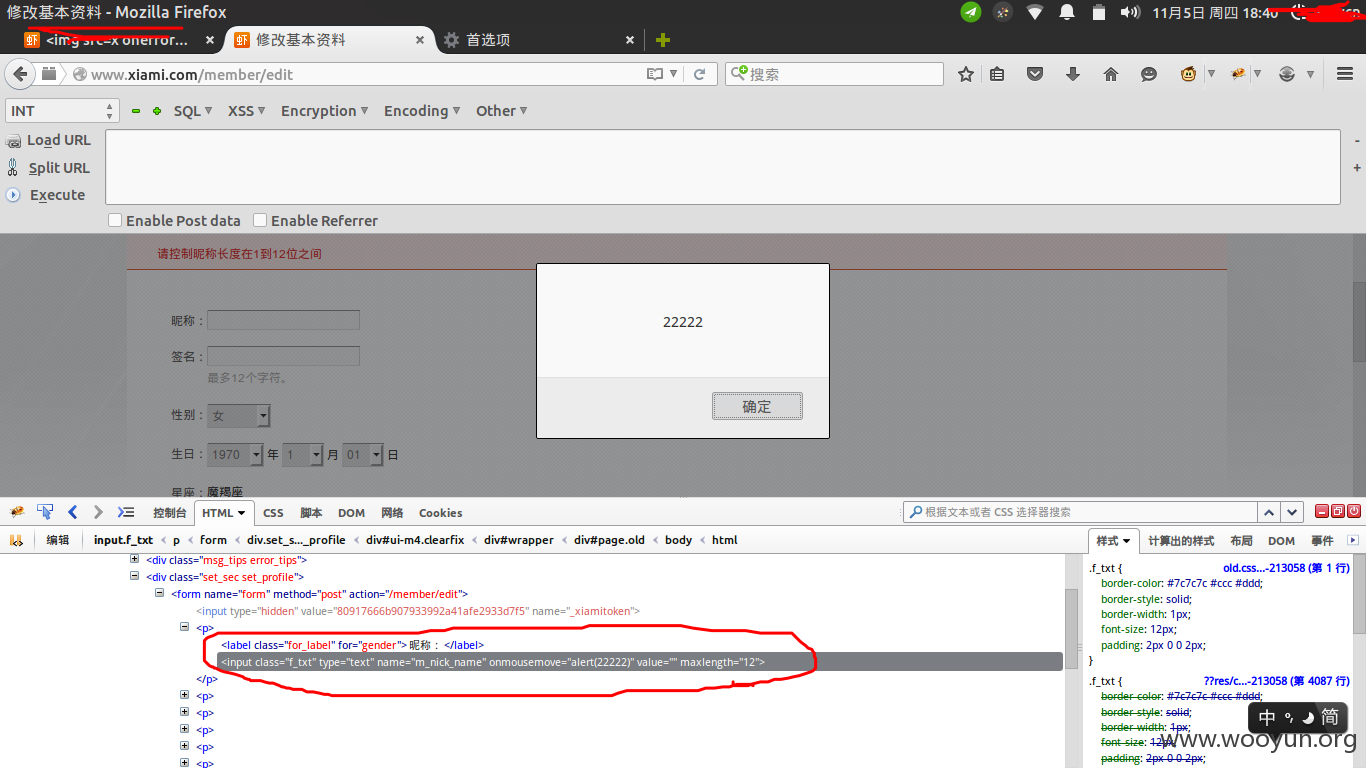 修改基本资料 - Mozilla Firefox
11月5日 周四 18:40
<img src=x onerror... × 修改基本资料 × 首选项 ×
www.xiami.com/member/edit 搜索
INT SQL XSS Encryption Encoding Other
Load URL
Split URL
Execute
Enable Post data Enable Referrer
请控制昵称长度在1到12位之间
22222
确定
昵称：
签名：
最多12个字符。
性别： 女
生日： 1970 年 1 月 01 日
星座：魔羯座
控制台 HTML CSS 脚本 DOM 网络 Cookies 根据文本或者 CSS 选择器搜索
编辑 input.f_txt < p < form < div.set_s..._profile < div#ui-m4.clearfix < div#wrapper < div#page.old < body < html
样式 计算出的样式 布局 DOM 事件
<div class="msg_tips error_tips">
<div class="set_sec set_profile">
<form name="form" method="post" action="/member/edit">
<input type="hidden" value="80917666b907933992a41afe2933d7f5" name="_xiamitoken">
<p>
<label class="for_label" for="gender"> 昵称： </label>
<input class="f_txt" type="text" name="m_nick_name" onmousemove="alert(22222)" value="" maxlength="12">
</p>
<p>
<p>
<p>
<p>
<p>
.f_txt { old.css...-213058 (第 1 行)
border-color: #7c7c7c #ccc #ddd;
border-style: solid;
border-width: 1px;
font-size: 12px;
padding: 2px 0 0 2px;
}
.f_txt { ??res/c...-213058 (第 4087 行)
border-color: #7c7c7c #ccc #ddd;
border-style: solid;
border-width: 1px;
font-size: 12px;
padding: 2px 0 0 2px;
中 简
www.wooyun.org